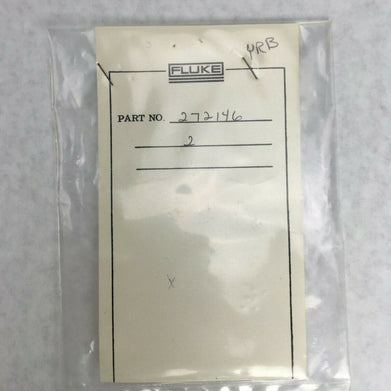 YRB
FLUKE
PART NO. 272146
2
X